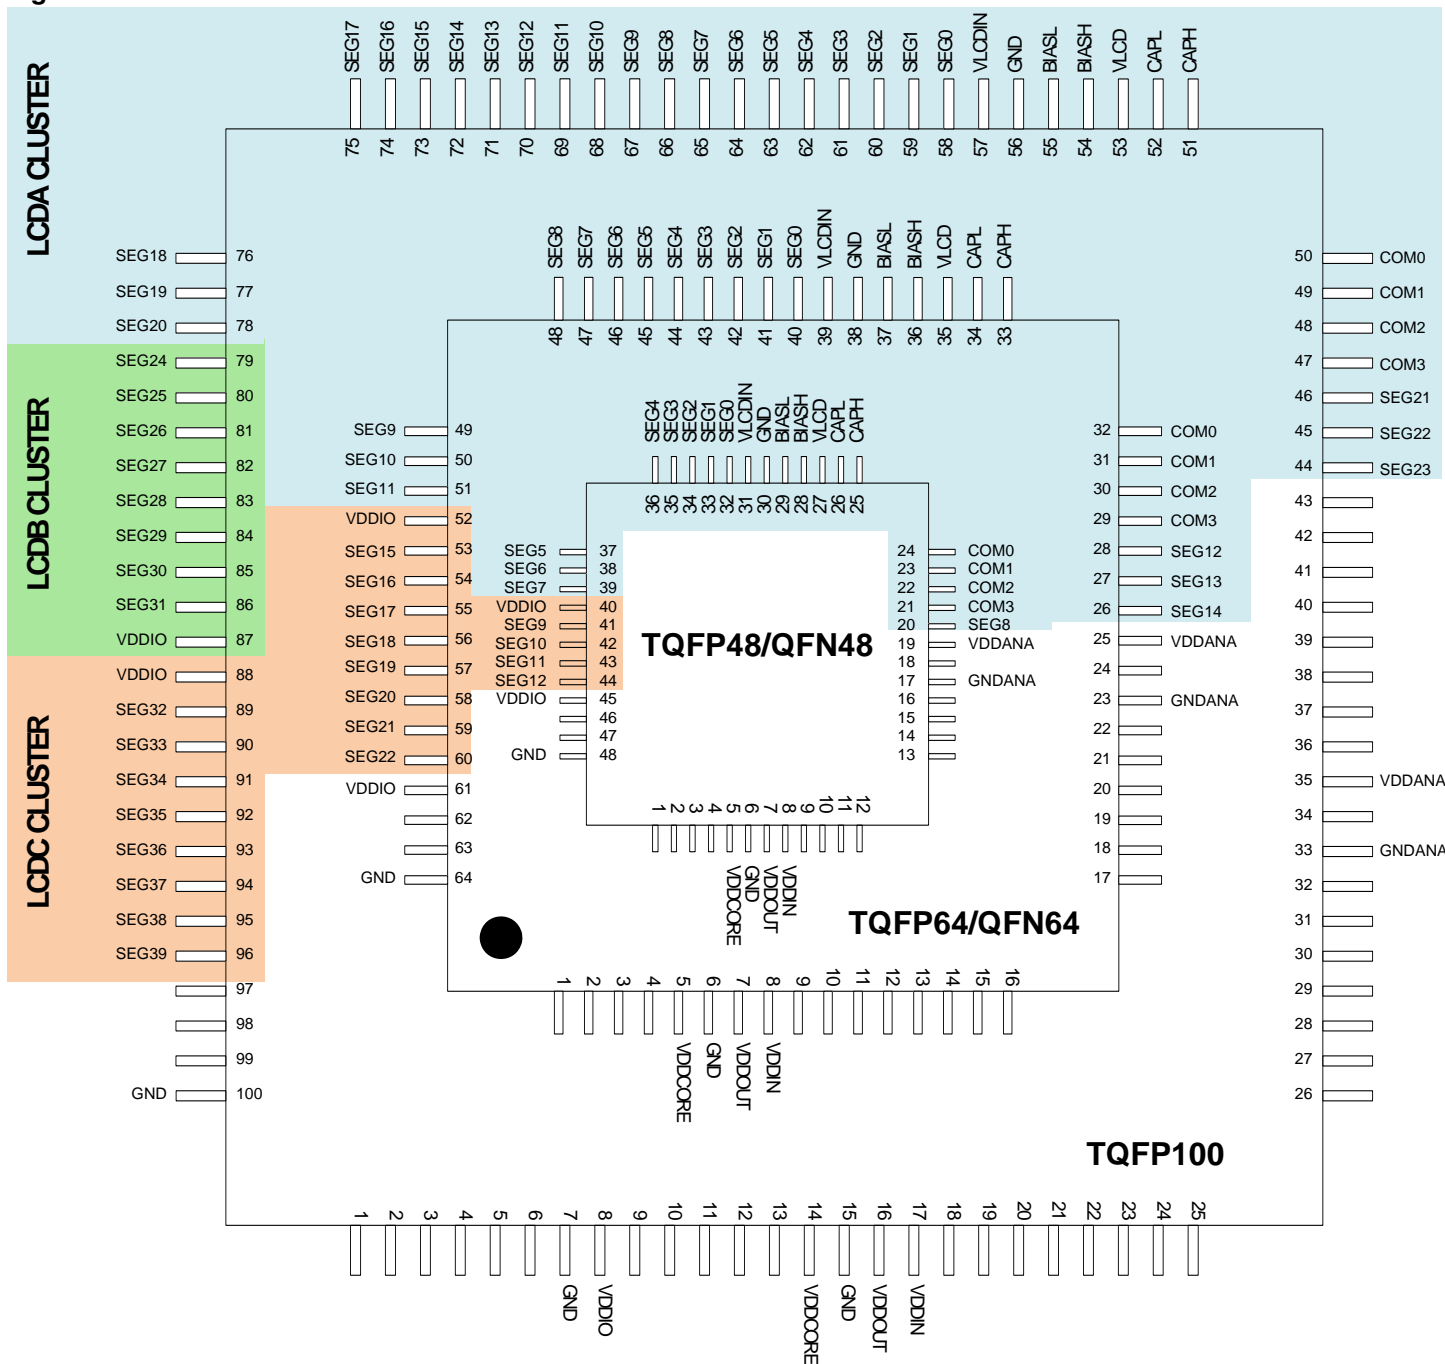 LCDA CLUSTER
LCDB CLUSTER
LCDC CLUSTER
SEG17 SEG16 SEG15 SEG14 SEG13 SEG12 SEG11 SEG10 SEG9 SEG8 SEG7 SEG6 SEG5 SEG4 SEG3 SEG2 SEG1 SEG0 VLCDIN GND BIASL BIASH VLCD CAPL CAPH
75 74 73 72 71 70 69 68 67 66 65 64 63 62 61 60 59 58 57 56 55 54 53 52 51
SEG18 76
SEG19 77
SEG20 78
SEG24 79
SEG25 80
SEG26 81
SEG27 82
SEG28 83
SEG29 84
SEG30 85
SEG31 86
VDDIO 87
VDDIO 88
SEG32 89
SEG33 90
SEG34 91
SEG35 92
SEG36 93
SEG37 94
SEG38 95
SEG39 96
97
98
99
GND 100
50 COM0
49 COM1
48 COM2
47 COM3
46 SEG21
45 SEG22
44 SEG23
43
42
41
40
39
38
37
36
35 VDDANA
34
33 GNDANA
32
31
30
29
28
27
26
SEG8 SEG7 SEG6 SEG5 SEG4 SEG3 SEG2 SEG1 SEG0 VLCDIN GND BIASL BIASH VLCD CAPL CAPH
48 47 46 45 44 43 42 41 40 39 38 37 36 35 34 33
SEG9 49
SEG10 50
SEG11 51
VDDIO 52
SEG15 53
SEG16 54
SEG17 55
SEG18 56
SEG19 57
SEG20 58
SEG21 59
SEG22 60
VDDIO 61
62
63
GND 64
32 COM0
31 COM1
30 COM2
29 COM3
28 SEG12
27 SEG13
26 SEG14
25 VDDANA
24
23 GNDANA
22
21
20
19
18
17
SEG4 SEG3 SEG2 SEG1 SEG0 VLCDIN GND BIASL BIASH VLCD CAPL CAPH
36 35 34 33 32 31 30 29 28 27 26 25
SEG5 37
SEG6 38
SEG7 39
VDDIO 40
SEG9 41
SEG10 42
SEG11 43
SEG12 44
VDDIO 45
46
47
GND 48
24 COM0
23 COM1
22 COM2
21 COM3
20 SEG8
19 VDDANA
18
17 GNDANA
16
15
14
13
TQFP48/QFN48
1 2 3 4 5 6 7 8 9 10 11 12
VDDCORE GND VDDOUT VDDIN
TQFP64/QFN64
1 2 3 4 5 6 7 8 9 10 11 12 13 14 15 16
VDDCORE GND VDDOUT VDDIN
TQFP100
1 2 3 4 5 6 7 8 9 10 11 12 13 14 15 16 17 18 19 20 21 22 23 24 25
GND VDDIO VDDCORE GND VDDOUT VDDIN